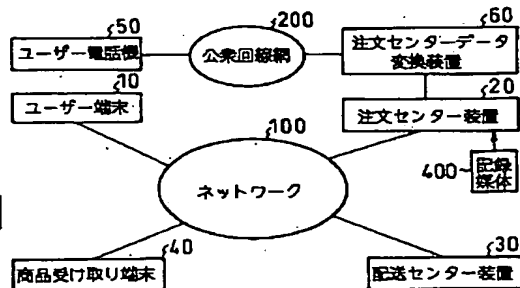 50
200
60
ユーザー電話機
公衆回線網
注文センターデータ
変換装置
10
20
ユーザー端末
注文センター装置
100
400
記録
媒体
ネットワーク
40
30
商品受け取り端末
配送センター装置